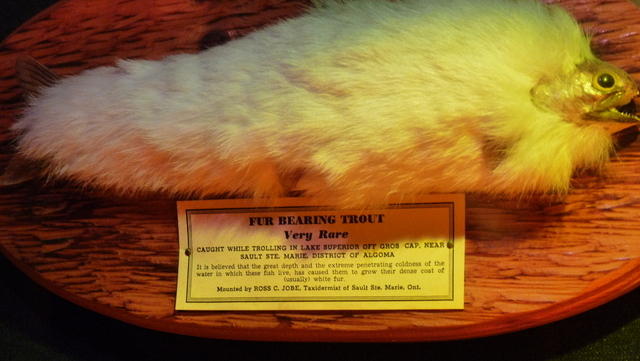 FUR BEARING TROUT
Very Rare
CAUGHT WHILE TROLLING IN LAKE SUPERIOR OFF GROS CAP, NEAR
SAULT STE. MARIE, DISTRICT OF ALGOMA
It is believed that the great depth and the extreme penetrating coldness of the
water in which these fish live, has caused them to grow their dense coat of
(usually) white fur.
Mounted by ROSS C. JOBE, Taxidermist of Sault Ste. Marie, Ont.